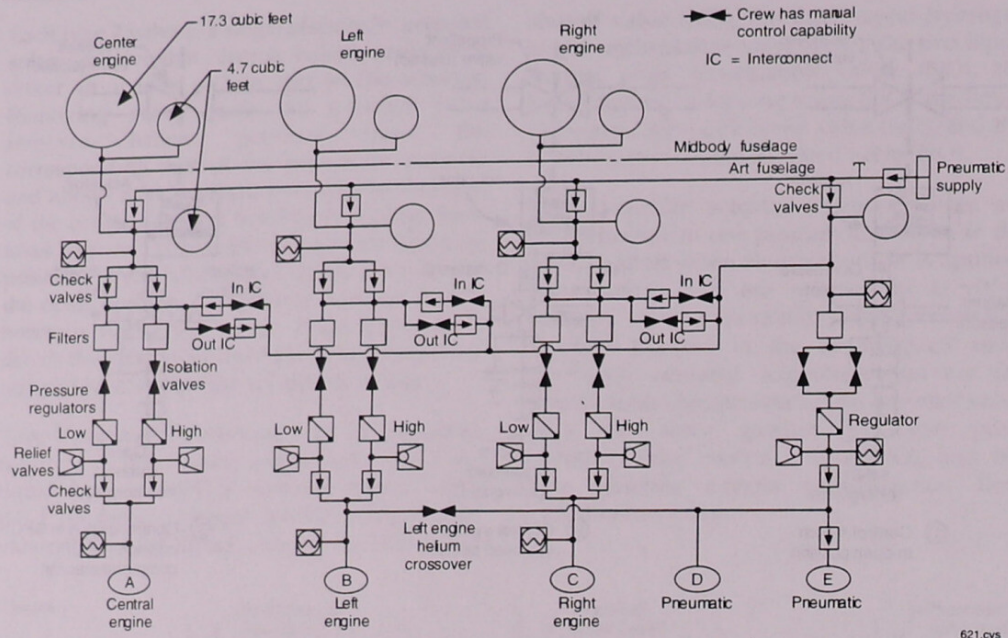 17.3 cubic feet
Center
engine
4.7 cubic
feet
Left
engine
Right
engine
Crew has manual
control capability
IC = Interconnect
Midbody fuselage
Art fuselage
Check
valves
Pneumatic
supply
Check
valves
In IC
Out IC
In IC
Out IC
In IC
Out IC
Filters
Isolation
valves
Pressure
regulators
Low
High
Low
High
Low
High
Regulator
Relief
valves
Check
valves
Left engine
helium
crossover
A
B
C
D
E
Central
engine
Left
engine
Right
engine
Pneumatic
Pneumatic
621.cvs